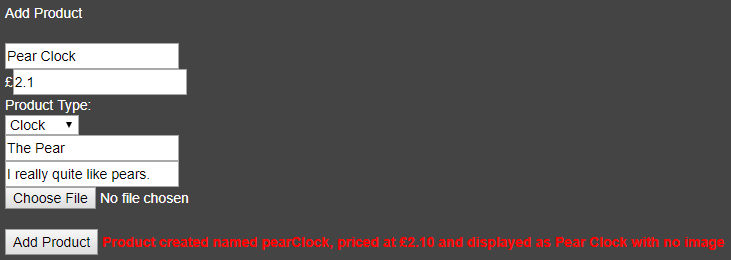 Add Product
Pear Clock
£2.1
Product Type:
Clock
The Pear
I really quite like pears.
Choose File No file chosen
Add Product Product created named pearClock, priced at £2.10 and displayed as Pear Clock with no image